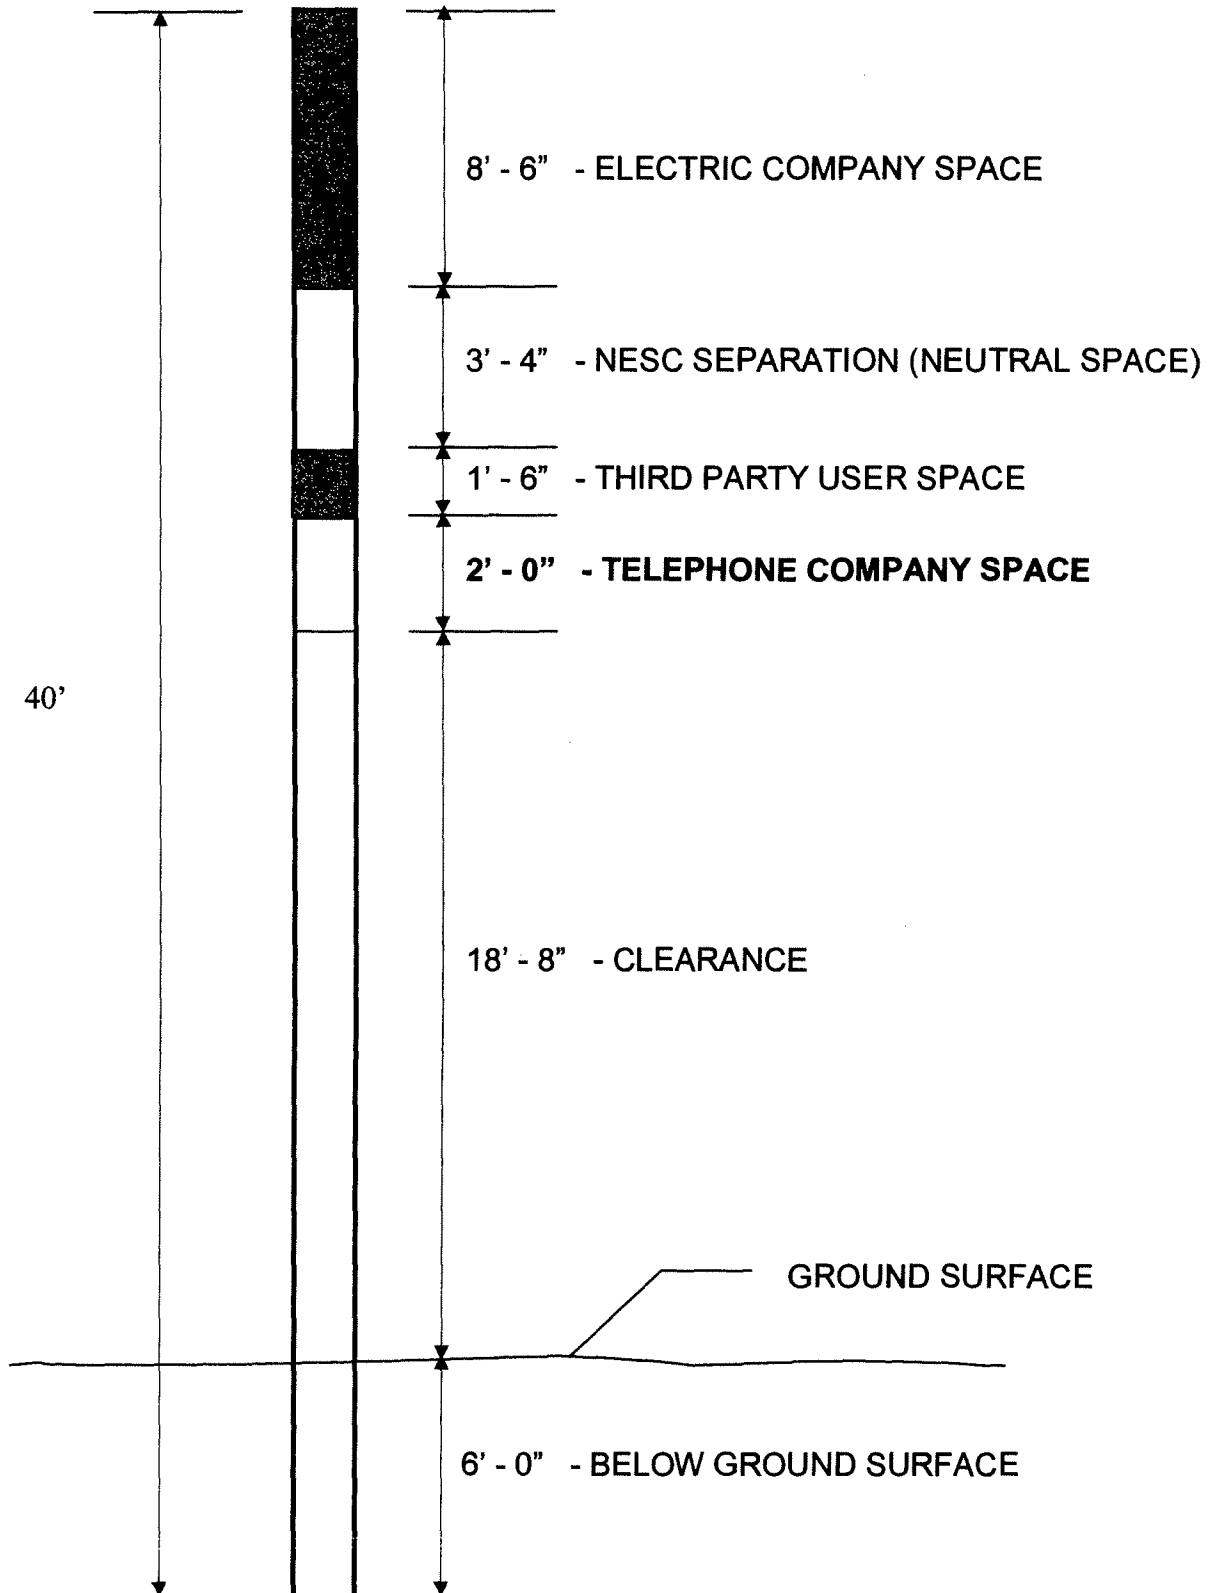 8' - 6” - ELECTRIC COMPANY SPACE
3' - 4” - NESC SEPARATION (NEUTRAL SPACE)
1' - 6” - THIRD PARTY USER SPACE
2' - 0” - TELEPHONE COMPANY SPACE
40’
18' - 8” - CLEARANCE
GROUND SURFACE
6' - 0” - BELOW GROUND SURFACE